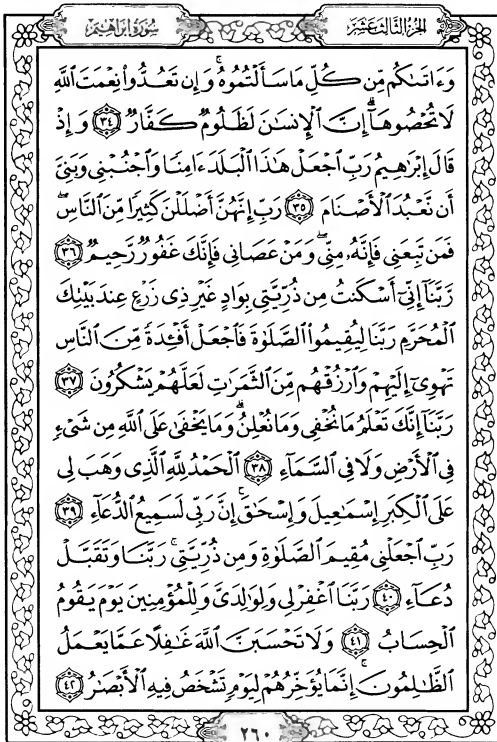 الجزء الثالث عشر
سورة ابراهيم
وَءَاتَىٰكُم مِّن كُلِّ مَا سَأَلْتُمُوهُ ۚ وَإِن تَعُدُّوا۟ نِعْمَتَ ٱللَّهِ
لَا تُحْصُوهَآ ۗ إِنَّ ٱلْإِنسَـٰنَ لَظَلُومٌ كَفَّارٌ ٣٤ وَإِذْ
قَالَ إِبْرَٰهِيمُ رَبِّ ٱجْعَلْ هَـٰذَا ٱلْبَلَدَ ءَامِنًا وَٱجْنُبْنِى وَبَنِىَّ
أَن نَّعْبُدَ ٱلْأَصْنَامَ ٣٥ رَبِّ إِنَّهُنَّ أَضْلَلْنَ كَثِيرًا مِّنَ ٱلنَّاسِ ۖ
فَمَن تَبِعَنِى فَإِنَّهُۥ مِنِّى ۖ وَمَنْ عَصَانِى فَإِنَّكَ غَفُورٌ رَّحِيمٌ ٣٦
رَّبَّنَآ إِنِّىٓ أَسْكَنتُ مِن ذُرِّيَّتِى بِوَادٍ غَيْرِ ذِى زَرْعٍ عِندَ بَيْتِكَ
ٱلْمُحَرَّمِ رَبَّنَا لِيُقِيمُوا۟ ٱلصَّلَوٰةَ فَٱجْعَلْ أَفْـِٔدَةً مِّنَ ٱلنَّاسِ
تَهْوِىٓ إِلَيْهِمْ وَٱرْزُقْهُم مِّنَ ٱلثَّمَرَٰتِ لَعَلَّهُمْ يَشْكُرُونَ ٣٧
رَبَّنَآ إِنَّكَ تَعْلَمُ مَا نُخْفِى وَمَا نُعْلِنُ ۗ وَمَا يَخْفَىٰ عَلَى ٱللَّهِ مِن شَىْءٍ
فِى ٱلْأَرْضِ وَلَا فِى ٱلسَّمَآءِ ٣٨ ٱلْحَمْدُ لِلَّهِ ٱلَّذِى وَهَبَ لِى
عَلَى ٱلْكِبَرِ إِسْمَـٰعِيلَ وَإِسْحَـٰقَ ۚ إِنَّ رَبِّى لَسَمِيعُ ٱلدُّعَآءِ ٣٩
رَبِّ ٱجْعَلْنِى مُقِيمَ ٱلصَّلَوٰةِ وَمِن ذُرِّيَّتِى ۚ رَبَّنَا وَتَقَبَّلْ
دُعَآءِ ٤٠ رَبَّنَا ٱغْفِرْ لِى وَلِوَٰلِدَىَّ وَلِلْمُؤْمِنِينَ يَوْمَ يَقُومُ
ٱلْحِسَابُ ٤١ وَلَا تَحْسَبَنَّ ٱللَّهَ غَـٰفِلًا عَمَّا يَعْمَلُ
ٱلظَّـٰلِمُونَ ۚ إِنَّمَا يُؤَخِّرُهُمْ لِيَوْمٍ تَشْخَصُ فِيهِ ٱلْأَبْصَـٰرُ ٤٢
٢٦٠